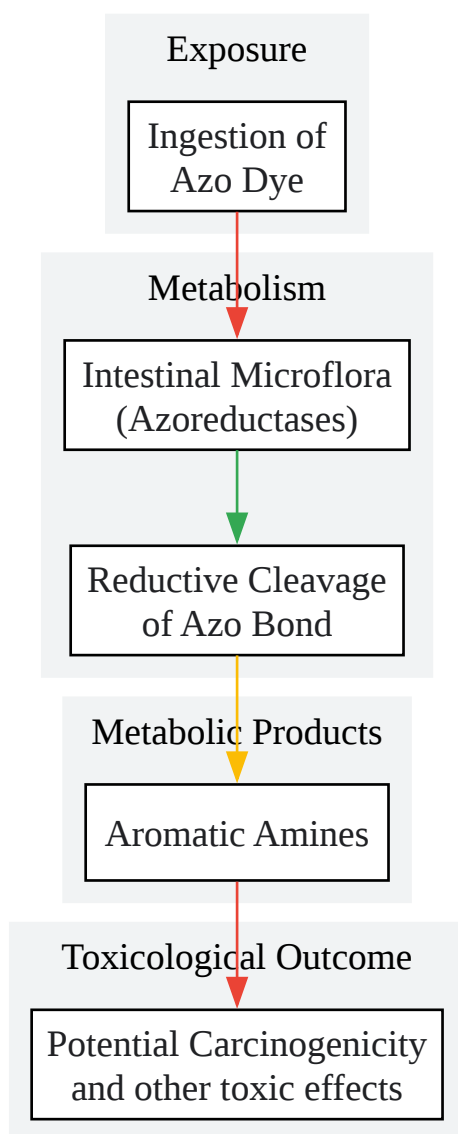 Exposure
Ingestion of
Azo Dye
Metabolism
Intestinal Microflora
(Azoreductases)
Reductive Cleavage
of Azo Bond
Metabolic Products
Aromatic Amines
Toxicological Outcome
Potential Carcinogenicity
and other toxic effects